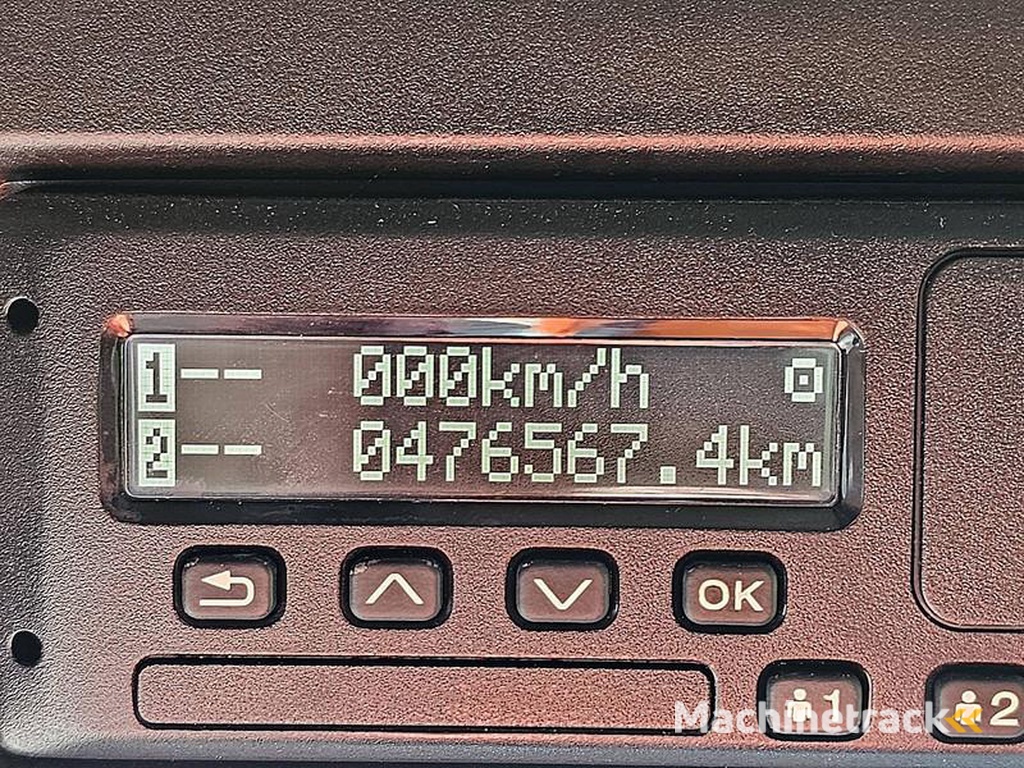 1-- 000km/h
2-- 0476567.4km
OK
1
2
Machinetrack